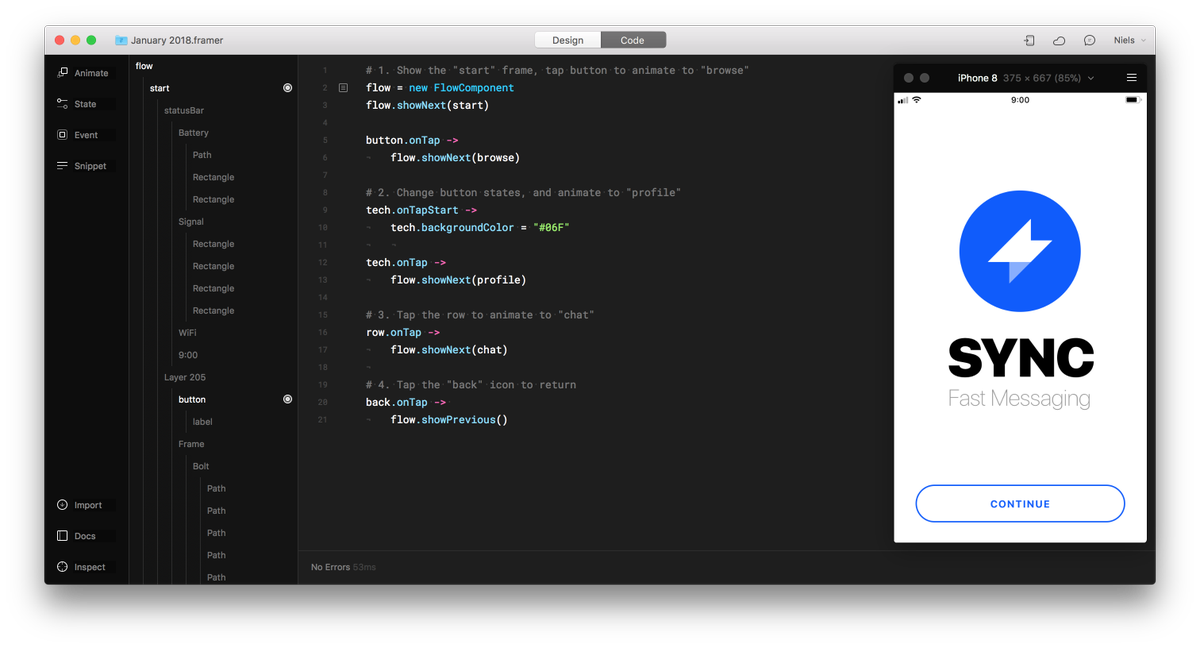 January 2018.framer
Design
Code
Niels
Animate
State
Event
Snippet
Import
Docs
Inspect
flow
start
statusBar
Battery
Path
Rectangle
Rectangle
Signal
Rectangle
Rectangle
Rectangle
Rectangle
WiFi
9:00
Layer 205
button
label
Frame
Bolt
Path
Path
Path
Path
Path
1 # 1. Show the "start" frame, tap button to animate to "browse"
2 flow = new FlowComponent
3 flow.showNext(start)
4
5 button.onTap ->
6 flow.showNext(browse)
7
8 # 2. Change button states, and animate to "profile"
9 tech.onTapStart ->
10 tech.backgroundColor = "#06F"
11
12 tech.onTap ->
13 flow.showNext(profile)
14
15 # 3. Tap the row to animate to "chat"
16 row.onTap ->
17 flow.showNext(chat)
18
19 # 4. Tap the "back" icon to return
20 back.onTap ->
21 flow.showPrevious()
No Errors 53ms
iPhone 8 375 × 667 (85%)
9:00
SYNC
Fast Messaging
CONTINUE